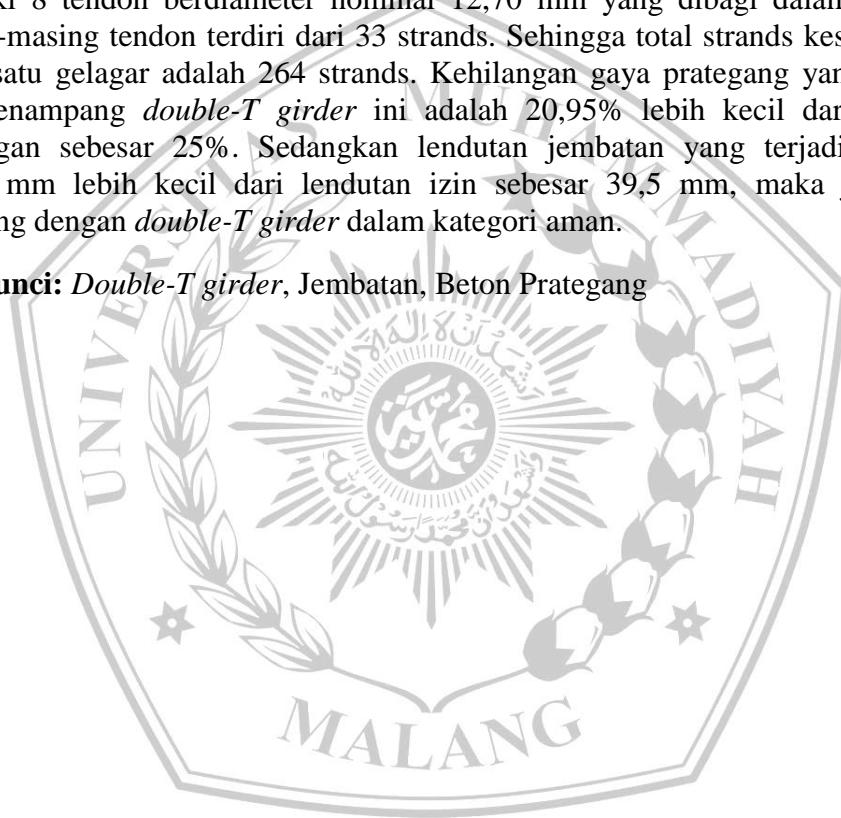 ki 8 tendon berdiameter nominal 12,70 mm yang dibagi dalam
-masing tendon terdiri dari 33 strands. Sehingga total strands kes
satu gelagar adalah 264 strands. Kehilangan gaya prategang yan
enampang double-T girder ini adalah 20,95% lebih kecil dar
gan sebesar 25%. Sedangkan lendutan jembatan yang terjadi
mm lebih kecil dari lendutan izin sebesar 39,5 mm, maka j
ng dengan double-T girder dalam kategori aman.
unci: Double-T girder, Jembatan, Beton Prategang
UNIVERSITAS MUHAMMADIYAH
MALANG